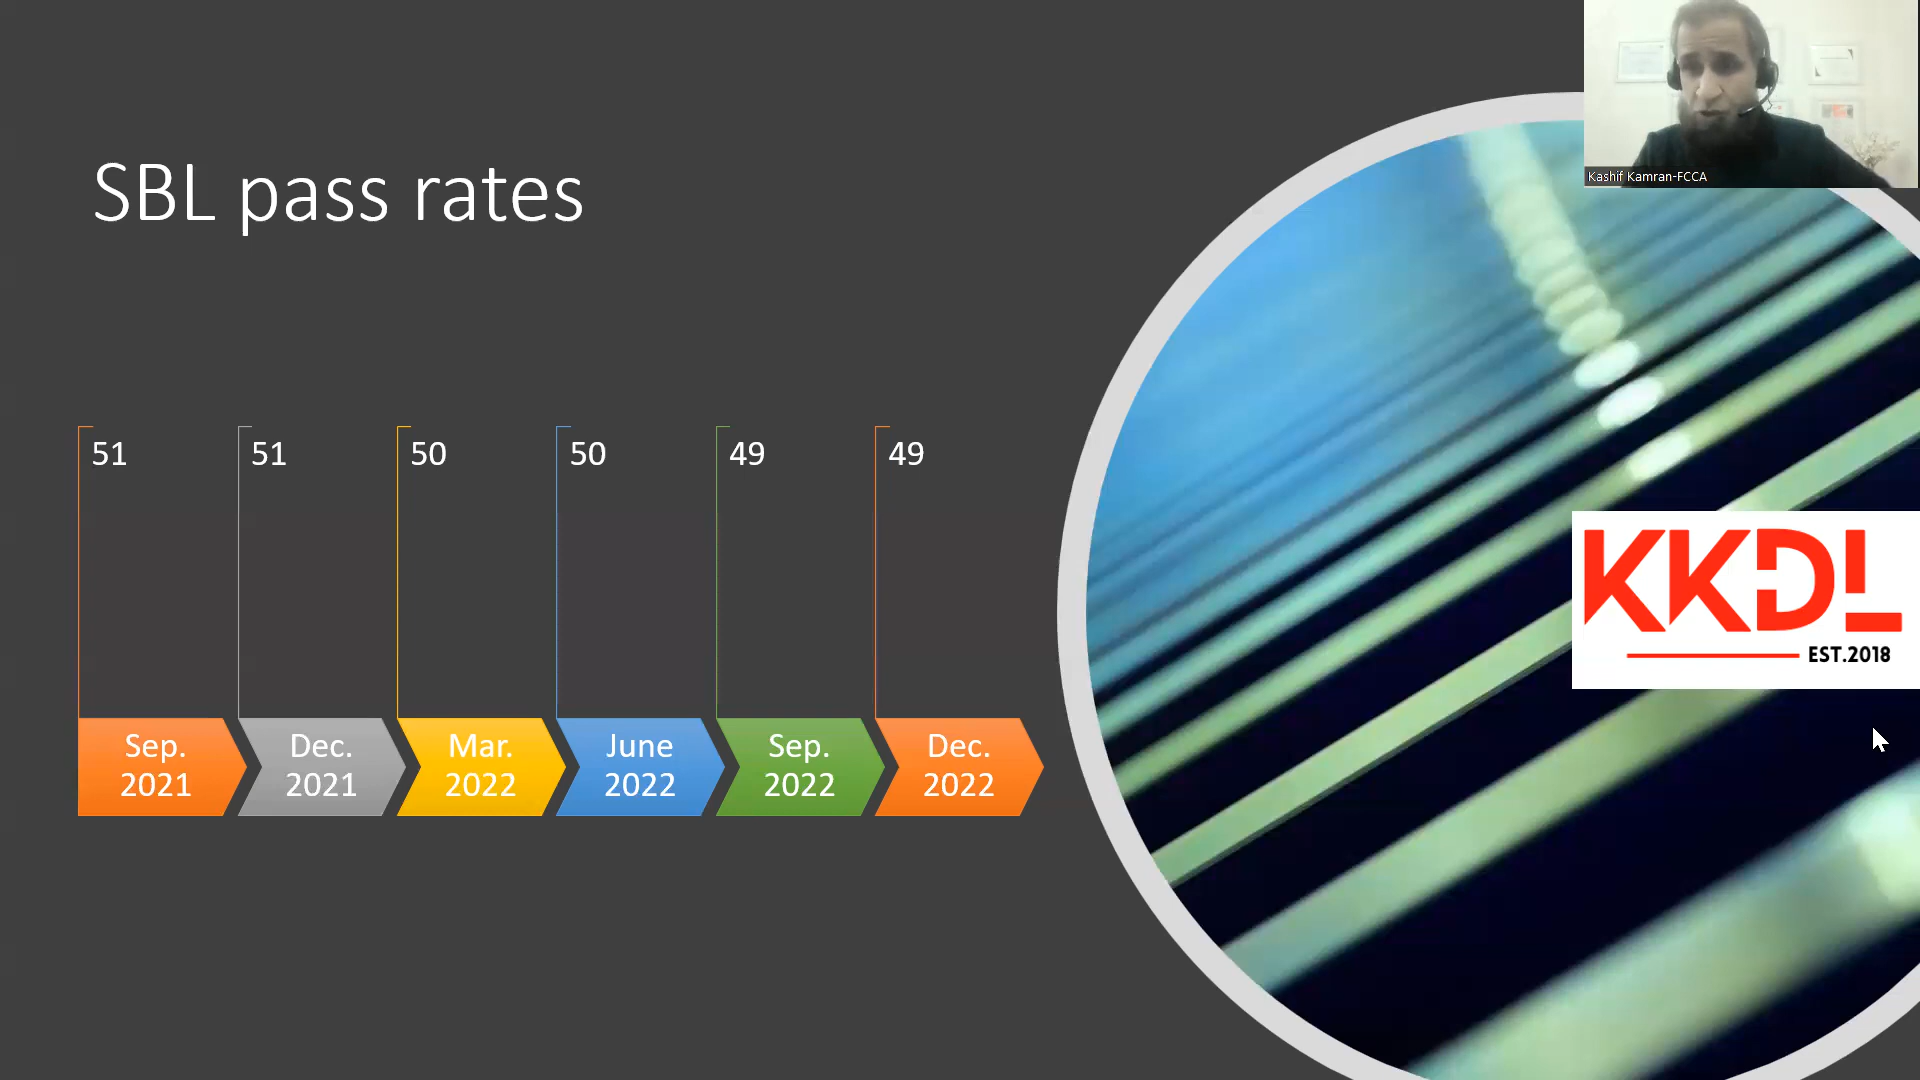 Kashif Kamran-FCCA
SBL pass rates
51
51
50
50
49
49
Sep.
2021
Dec.
2021
Mar.
2022
June
2022
Sep.
2022
Dec.
2022
KKDL
EST.2018